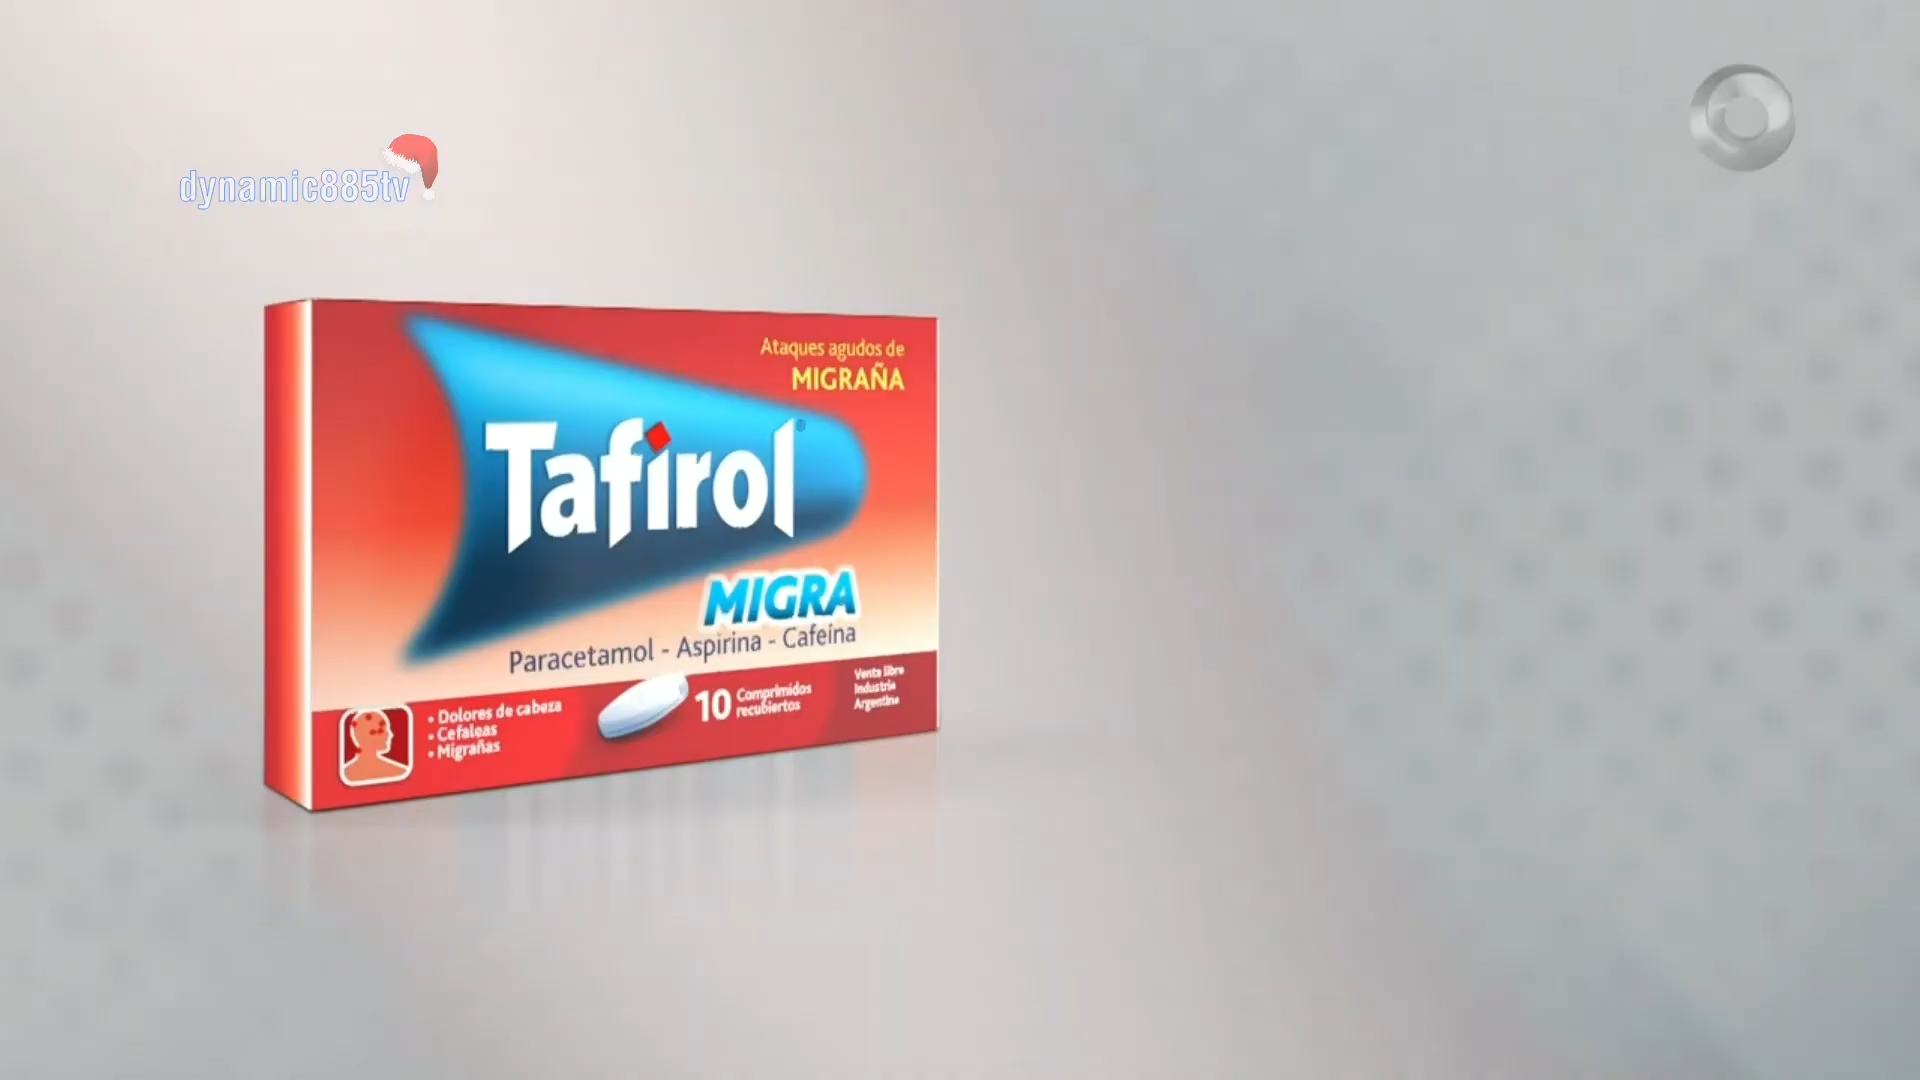 dynamic885tv
Ataques agudos de
MIGRAÑA
Tafirol®
MIGRA
Paracetamol - Aspirina - Cafeína
• Dolores de cabeza
• Cefaleas
• Migrañas
10 Comprimidos
recubiertos
Venta libre
Industria
Argentina